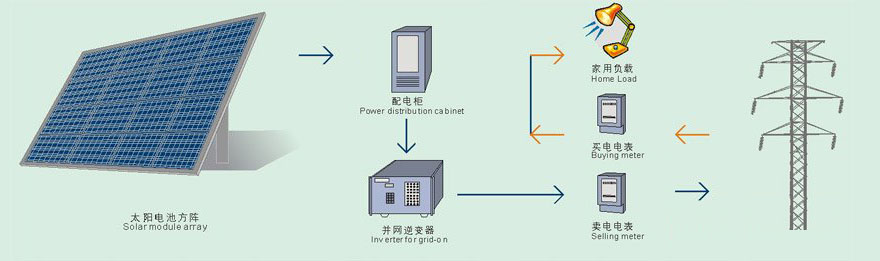 太阳电池方阵
Solar module array
配电柜
Power distribution cabinet
并网逆变器
Inverter for grid-on
家用负载
Home Load
买电电表
Buying meter
卖电电表
Selling meter